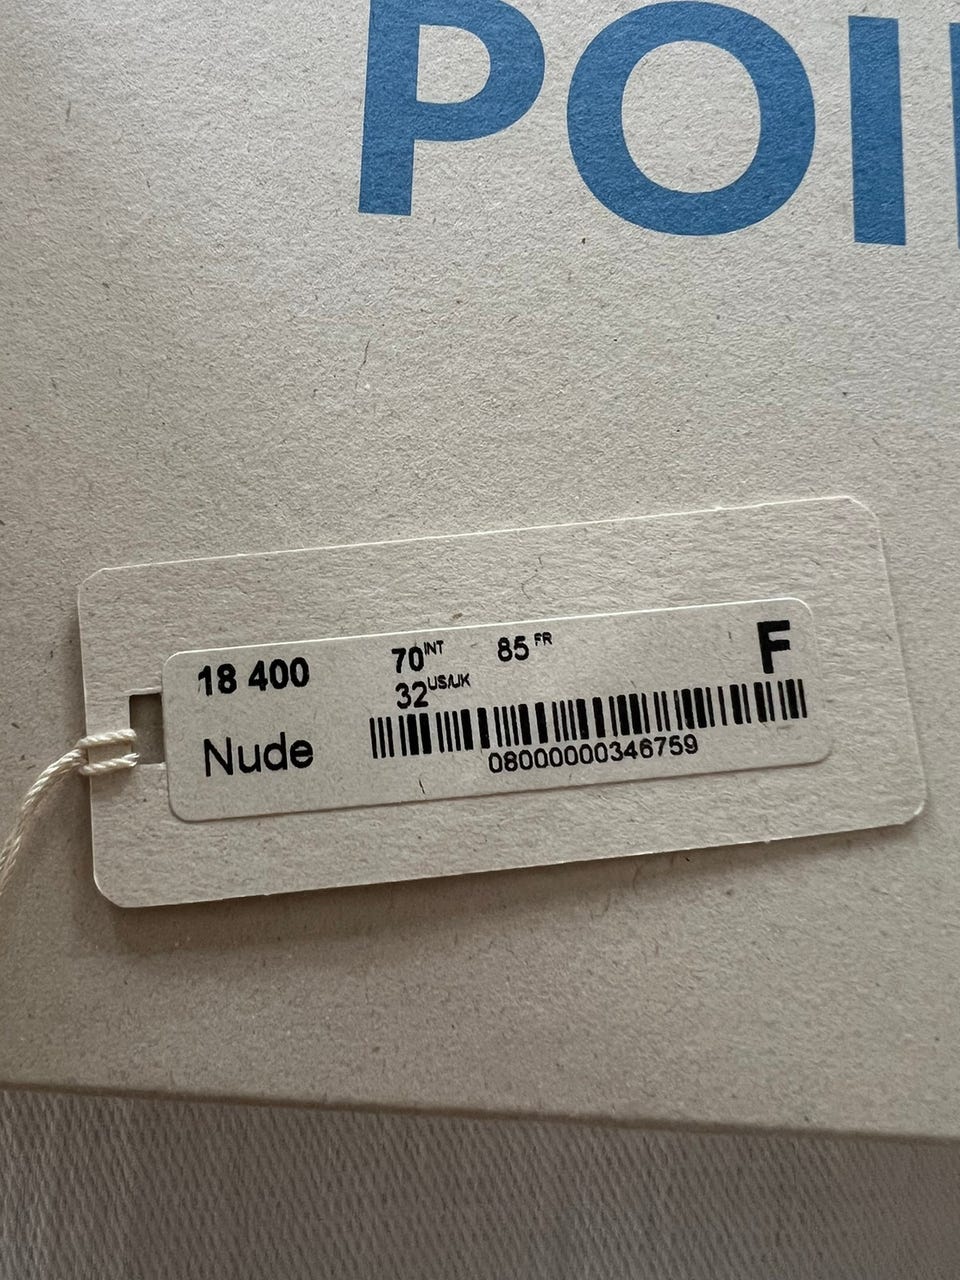 POI
18 400 70INT 85FR F
32US/UK
Nude
08000000346759